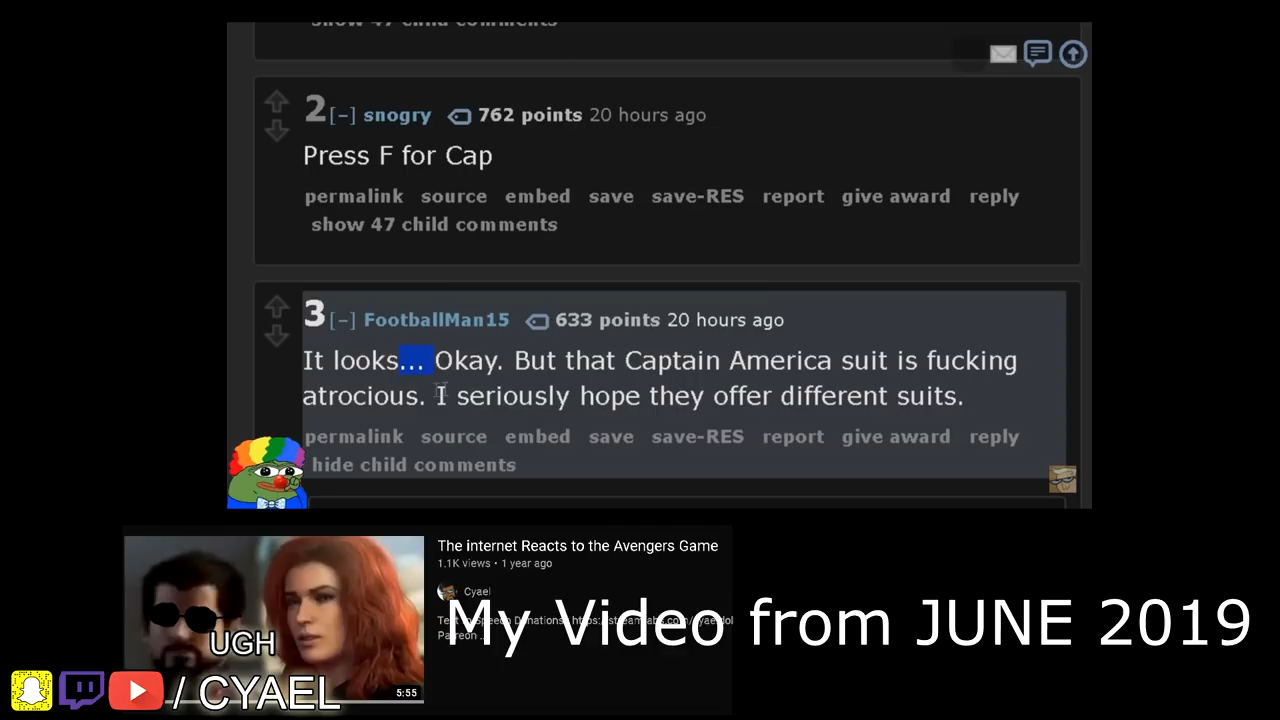 show 47 child comments
2 [–] snogry 762 points 20 hours ago
Press F for Cap
permalink source embed save save-RES report give award reply
show 47 child comments
3 [–] FootballMan15 633 points 20 hours ago
It looks... Okay. But that Captain America suit is fucking
atrocious. I seriously hope they offer different suits.
permalink source embed save save-RES report give award reply
hide child comments
The internet Reacts to the Avengers Game
1.1K views • 1 year ago
Cyael
Donations
Patreon ...
My Video from JUNE 2019
UGH
5:55
/ CYAEL